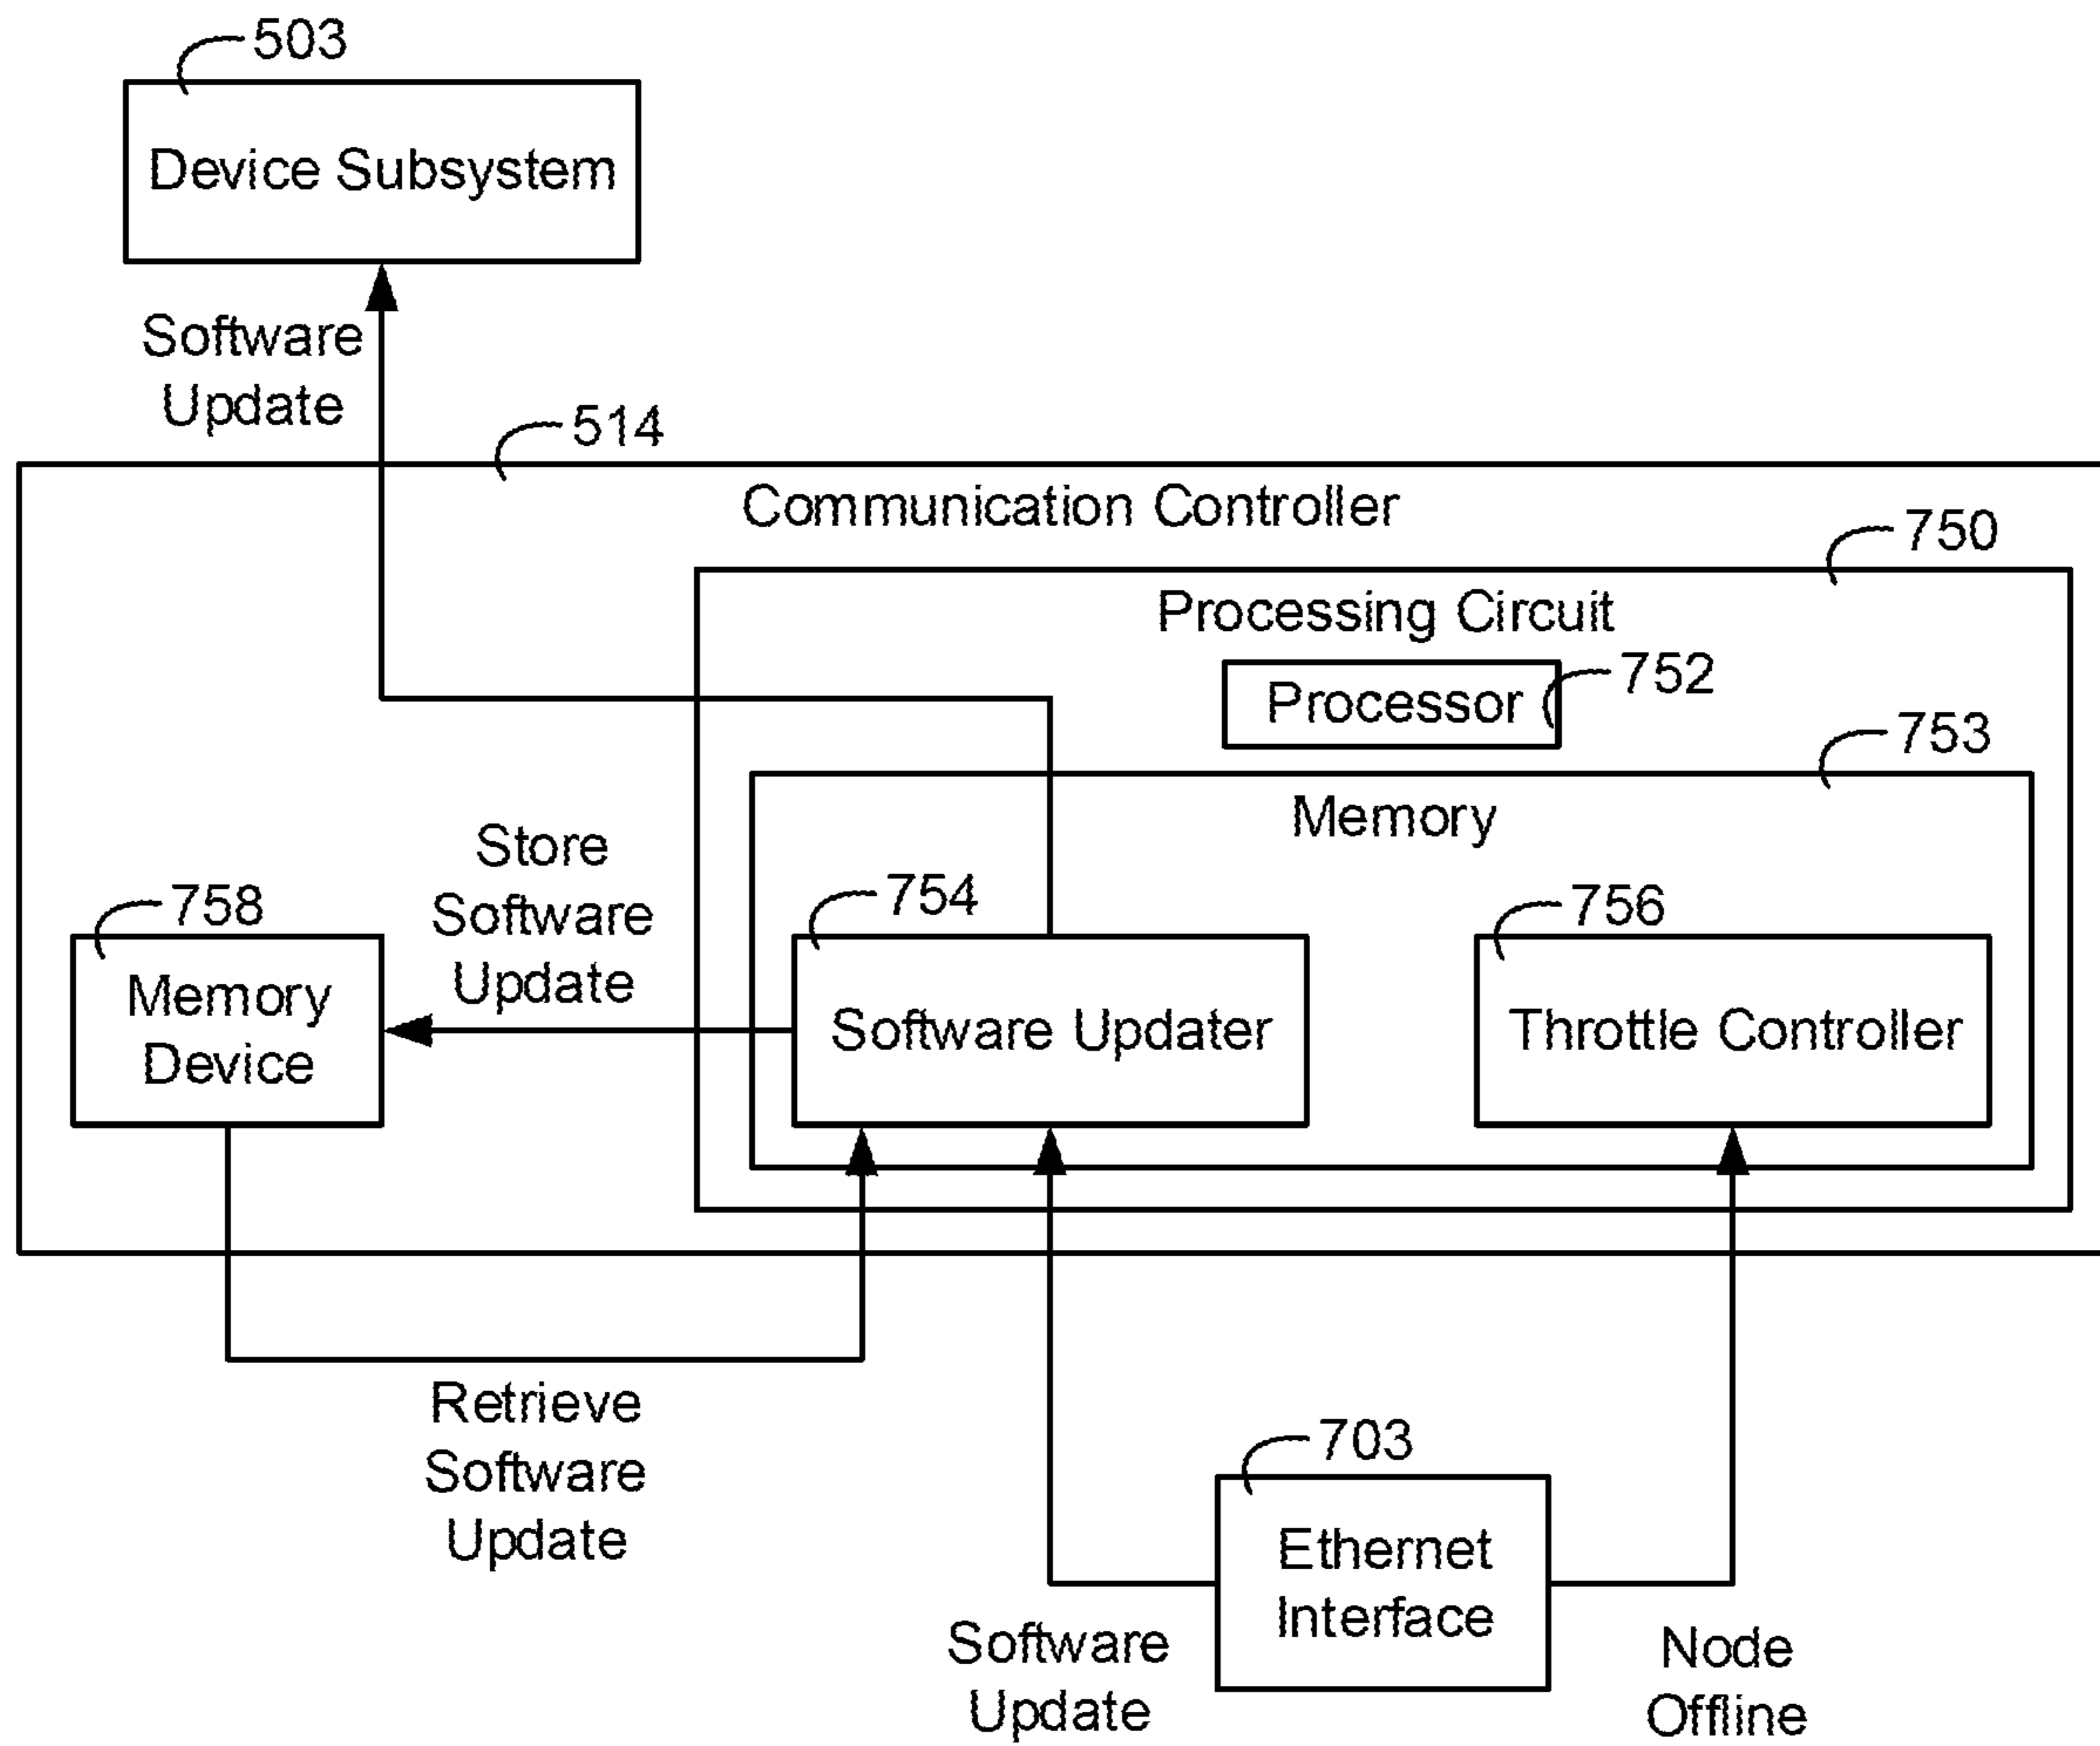 503
Device Subsystem
Software
Update
514
Communication Controller
750
Processing Circuit
752
Processor
753
Memory
Store
Software
Update
758
Memory
Device
754
Software Updater
756
Throttle Controller
Retrieve
Software
Update
703
Ethernet
Interface
Software
Update
Node
Offline